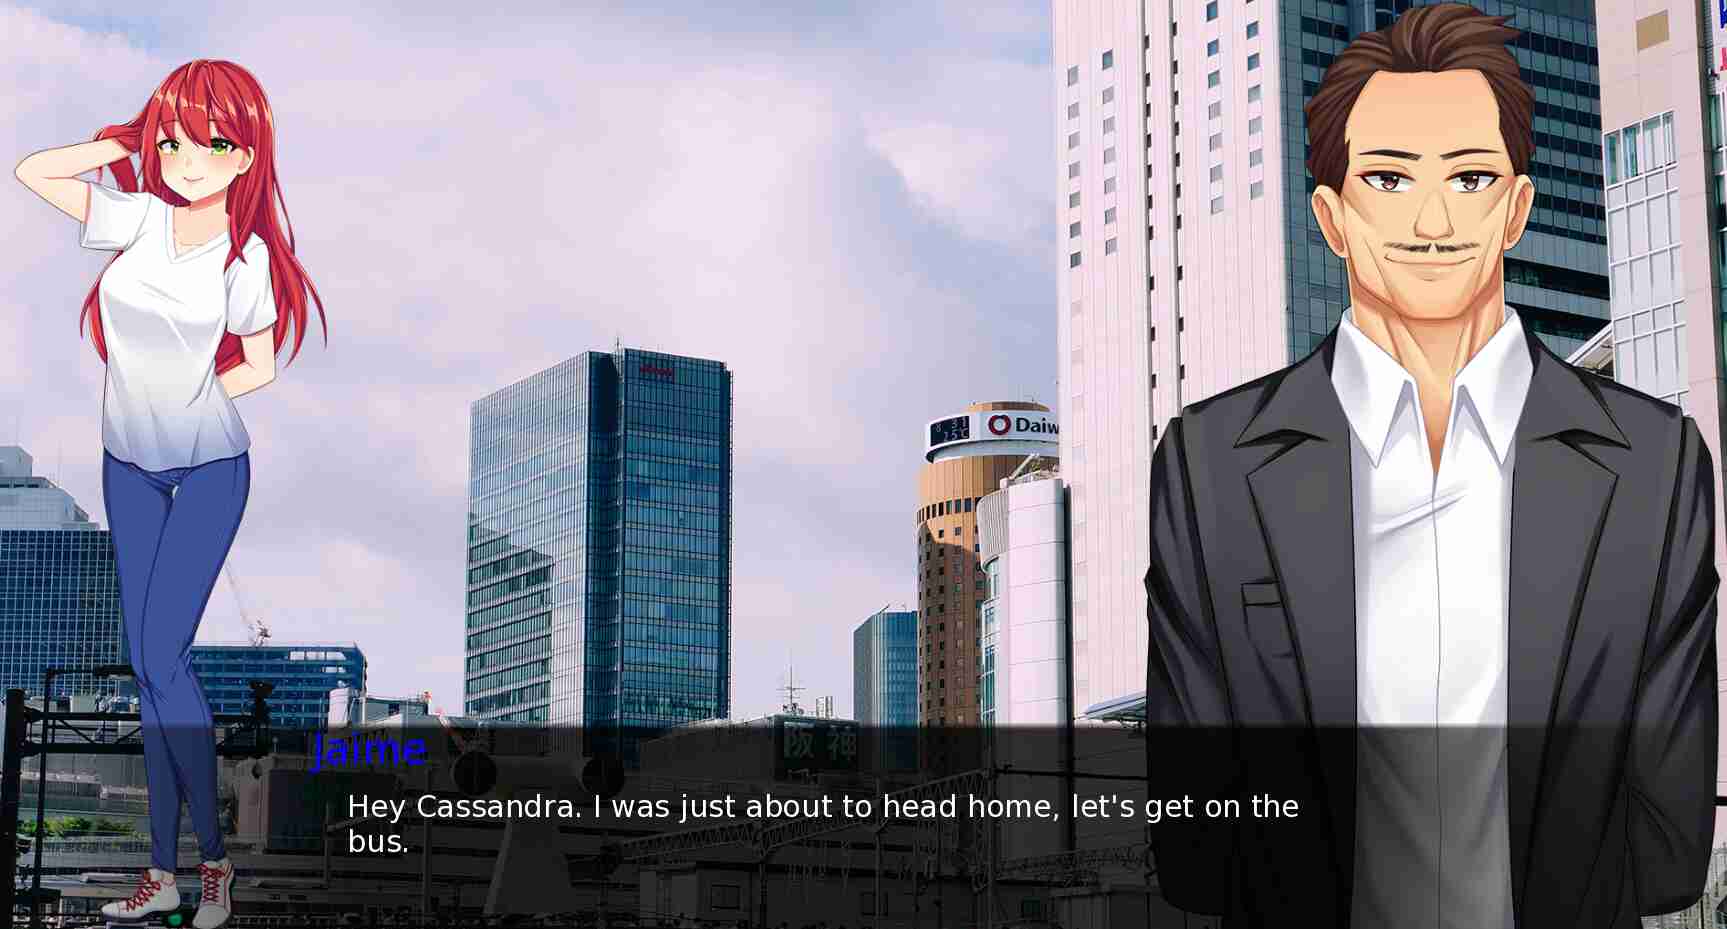 Daiw
阪神
Jaime
Hey Cassandra. I was just about to head home, let's get on the
bus.